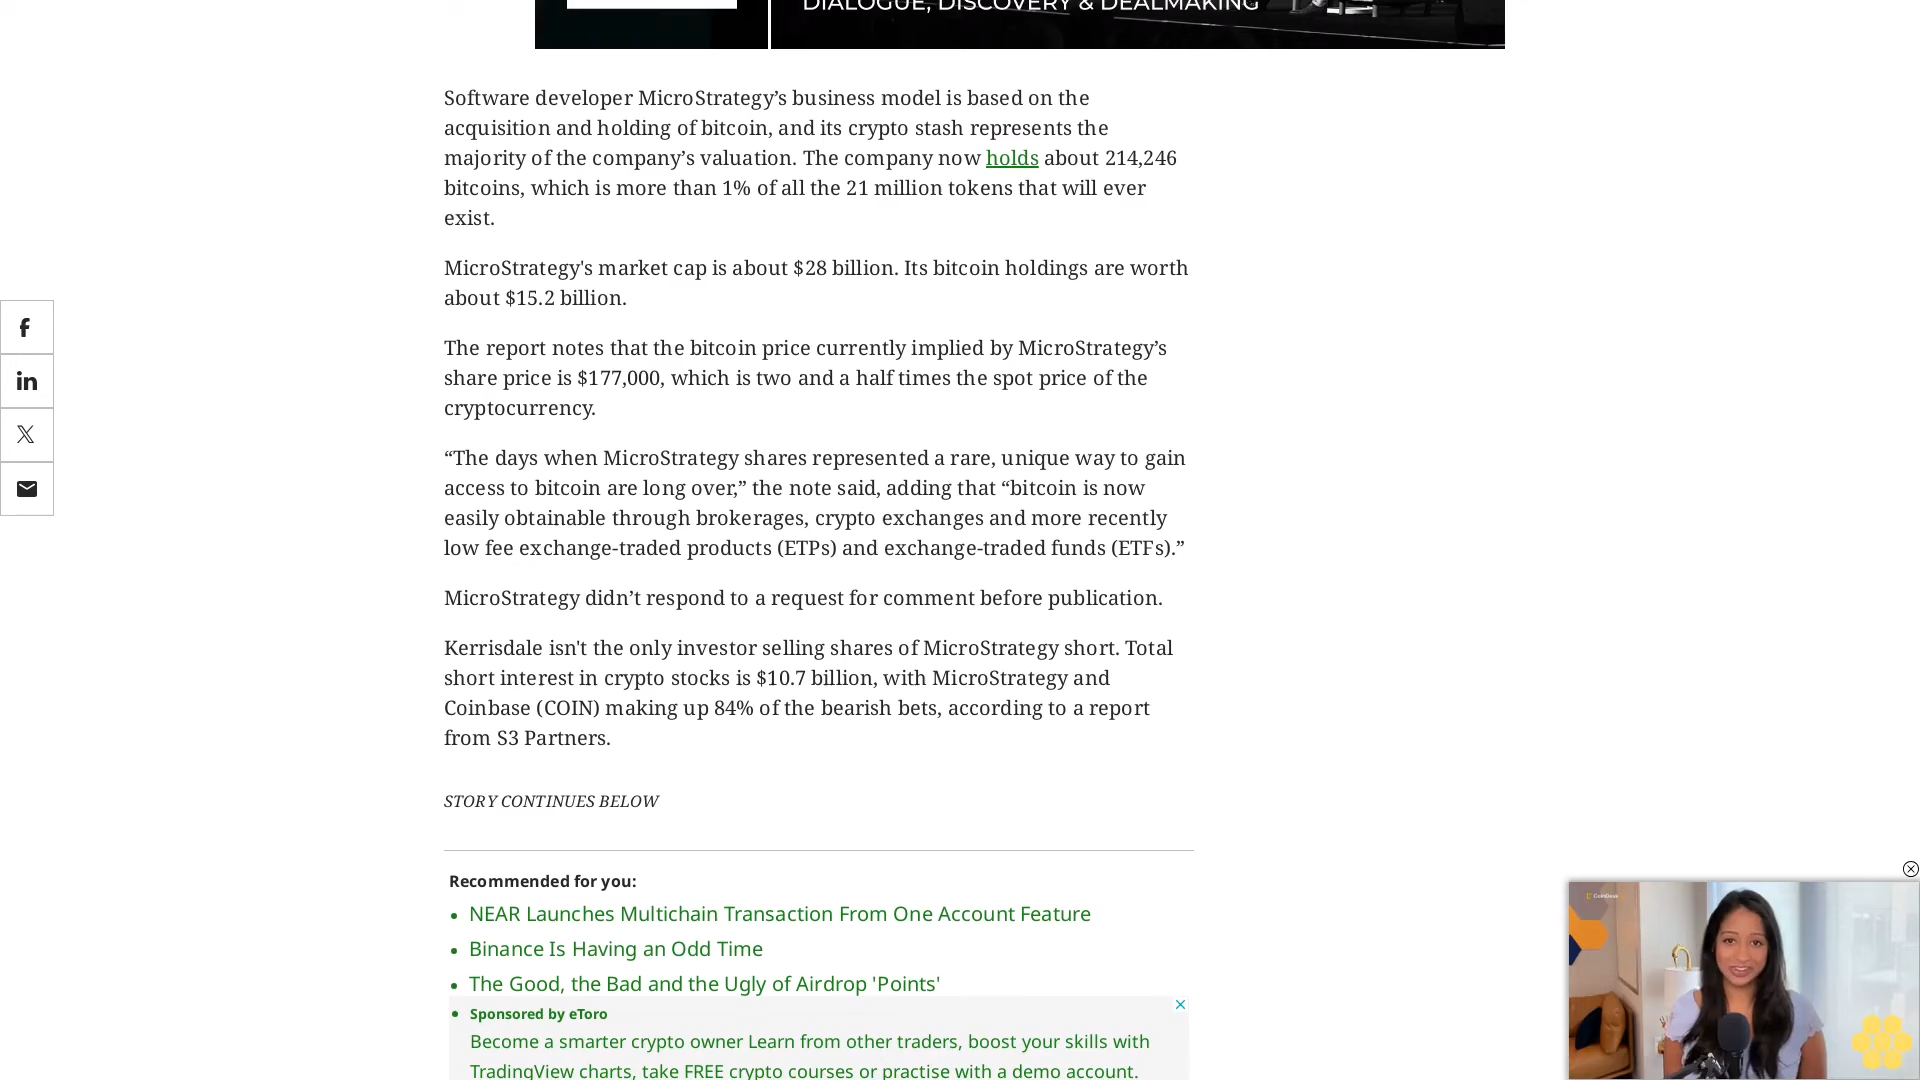 DIALOGUE, DISCOVERY & DEALMAKING
Software developer MicroStrategy’s business model is based on the
acquisition and holding of bitcoin, and its crypto stash represents the
majority of the company’s valuation. The company now holds about 214,246
bitcoins, which is more than 1% of all the 21 million tokens that will ever
exist.
MicroStrategy's market cap is about $28 billion. Its bitcoin holdings are worth
about $15.2 billion.
The report notes that the bitcoin price currently implied by MicroStrategy’s
share price is $177,000, which is two and a half times the spot price of the
cryptocurrency.
“The days when MicroStrategy shares represented a rare, unique way to gain
access to bitcoin are long over,” the note said, adding that “bitcoin is now
easily obtainable through brokerages, crypto exchanges and more recently
low fee exchange-traded products (ETPs) and exchange-traded funds (ETFs).”
MicroStrategy didn’t respond to a request for comment before publication.
Kerrisdale isn't the only investor selling shares of MicroStrategy short. Total
short interest in crypto stocks is $10.7 billion, with MicroStrategy and
Coinbase (COIN) making up 84% of the bearish bets, according to a report
from S3 Partners.
STORY CONTINUES BELOW
Recommended for you:
• NEAR Launches Multichain Transaction From One Account Feature
• Binance Is Having an Odd Time
• The Good, the Bad and the Ugly of Airdrop 'Points'
• Sponsored by eToro
Become a smarter crypto owner Learn from other traders, boost your skills with
TradingView charts, take FREE crypto courses or practise with a demo account.
CoinDesk